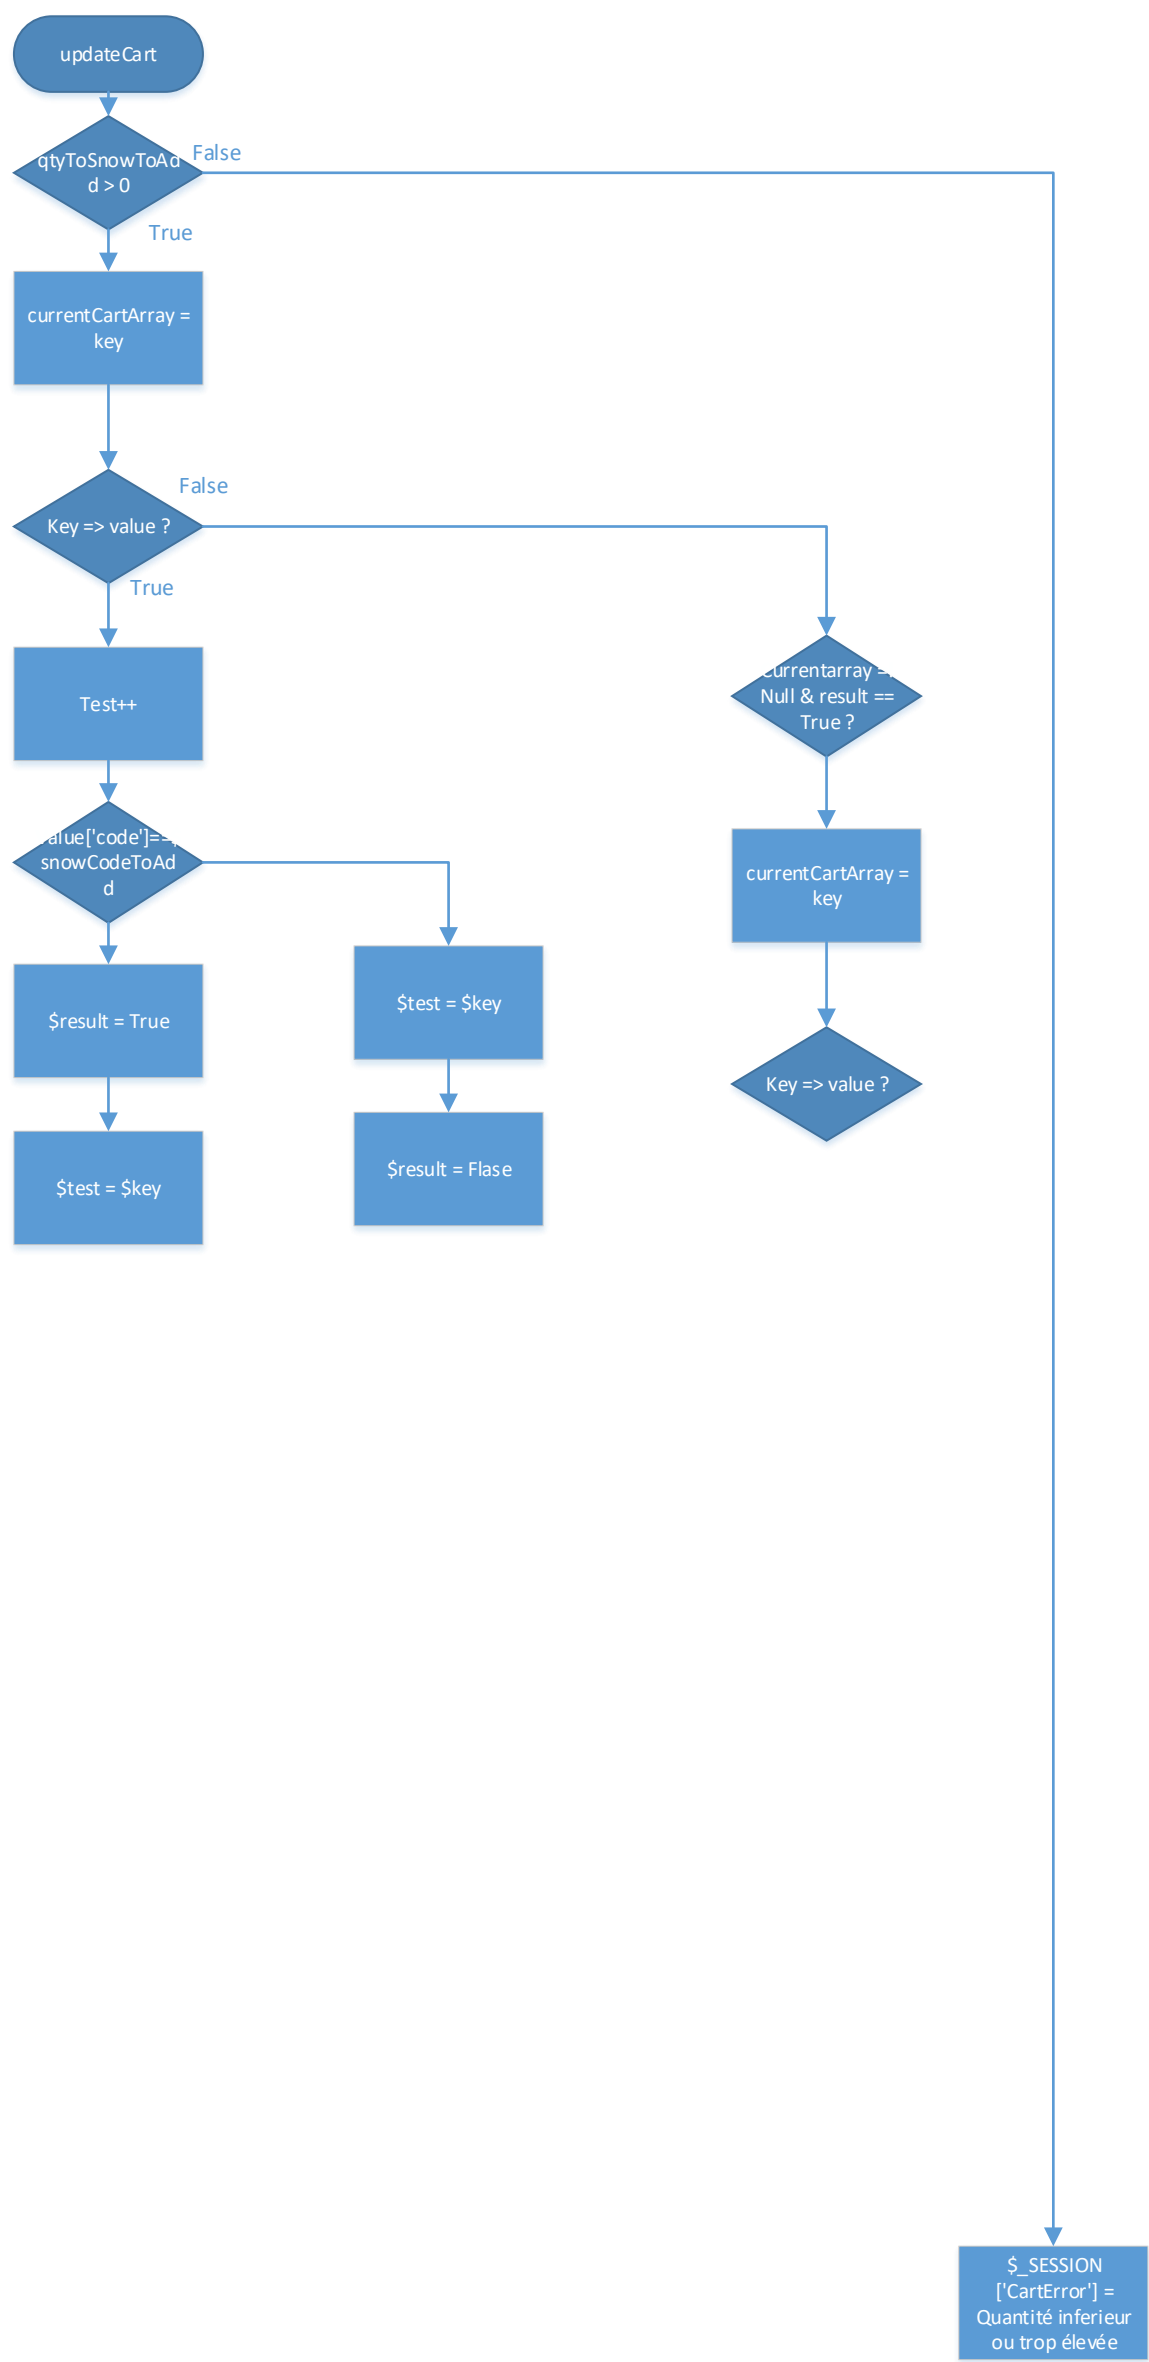 updateCart
False
qtyToSnowToAd
d > 0
True
currentCartArray =
key
False
Key => value ?
True
Test++
Null & result ==
True ?
snowCodeToAd
d
currentCartArray =
key
$test = $key
$result = True
Key => value ?
$result = Flase
$test = $key
$_SESSION
['CartError'] =
Quantité inferieur
ou trop élevée